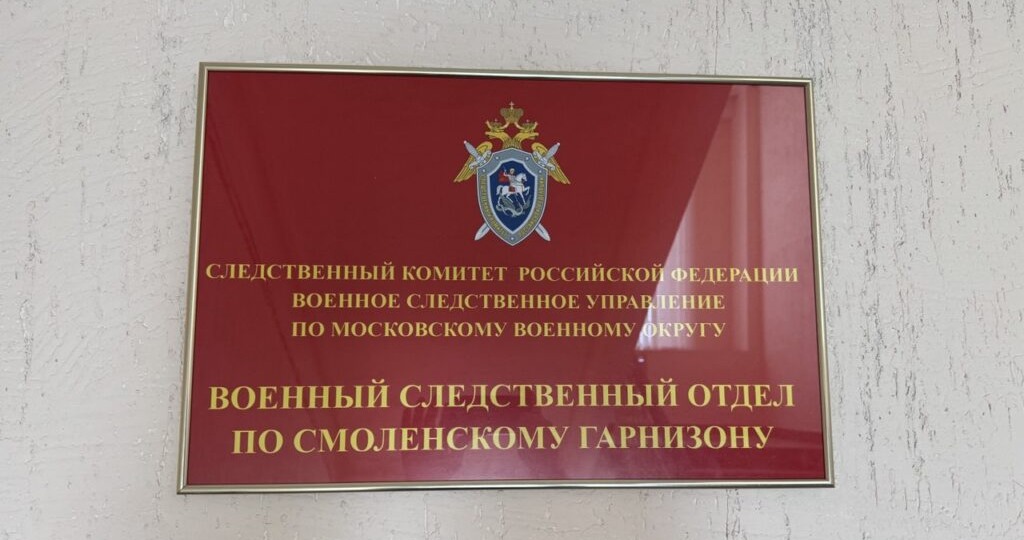 СЛЕДСТВЕННЫЙ КОМИТЕТ РОССИЙСКОЙ ФЕДЕРАЦИИ
ВОЕННОЕ СЛЕДСТВЕННОЕ УПРАВЛЕНИЕ
ПО МОСКОВСКОМУ ВОЕННОМУ ОКРУГУ
ВОЕННЫЙ СЛЕДСТВЕННЫЙ ОТДЕЛ
ПО СМОЛЕНСКОМУ ГАРНИЗОНУ